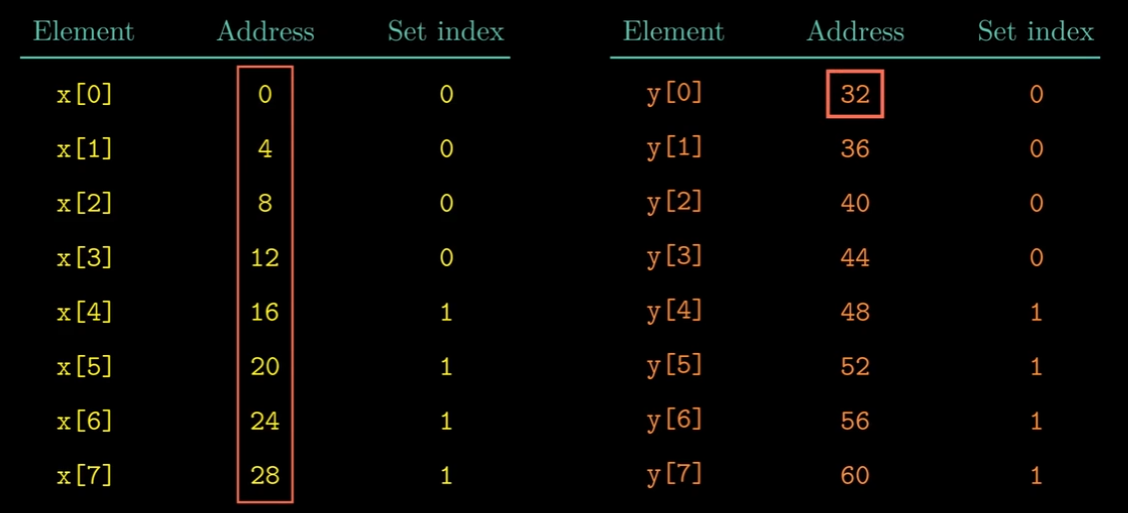 Element Address Set index Element Address Set index
x[0] 0 0 y[0] 32 0
x[1] 4 0 y[1] 36 0
x[2] 8 0 y[2] 40 0
x[3] 12 0 y[3] 44 0
x[4] 16 1 y[4] 48 1
x[5] 20 1 y[5] 52 1
x[6] 24 1 y[6] 56 1
x[7] 28 1 y[7] 60 1